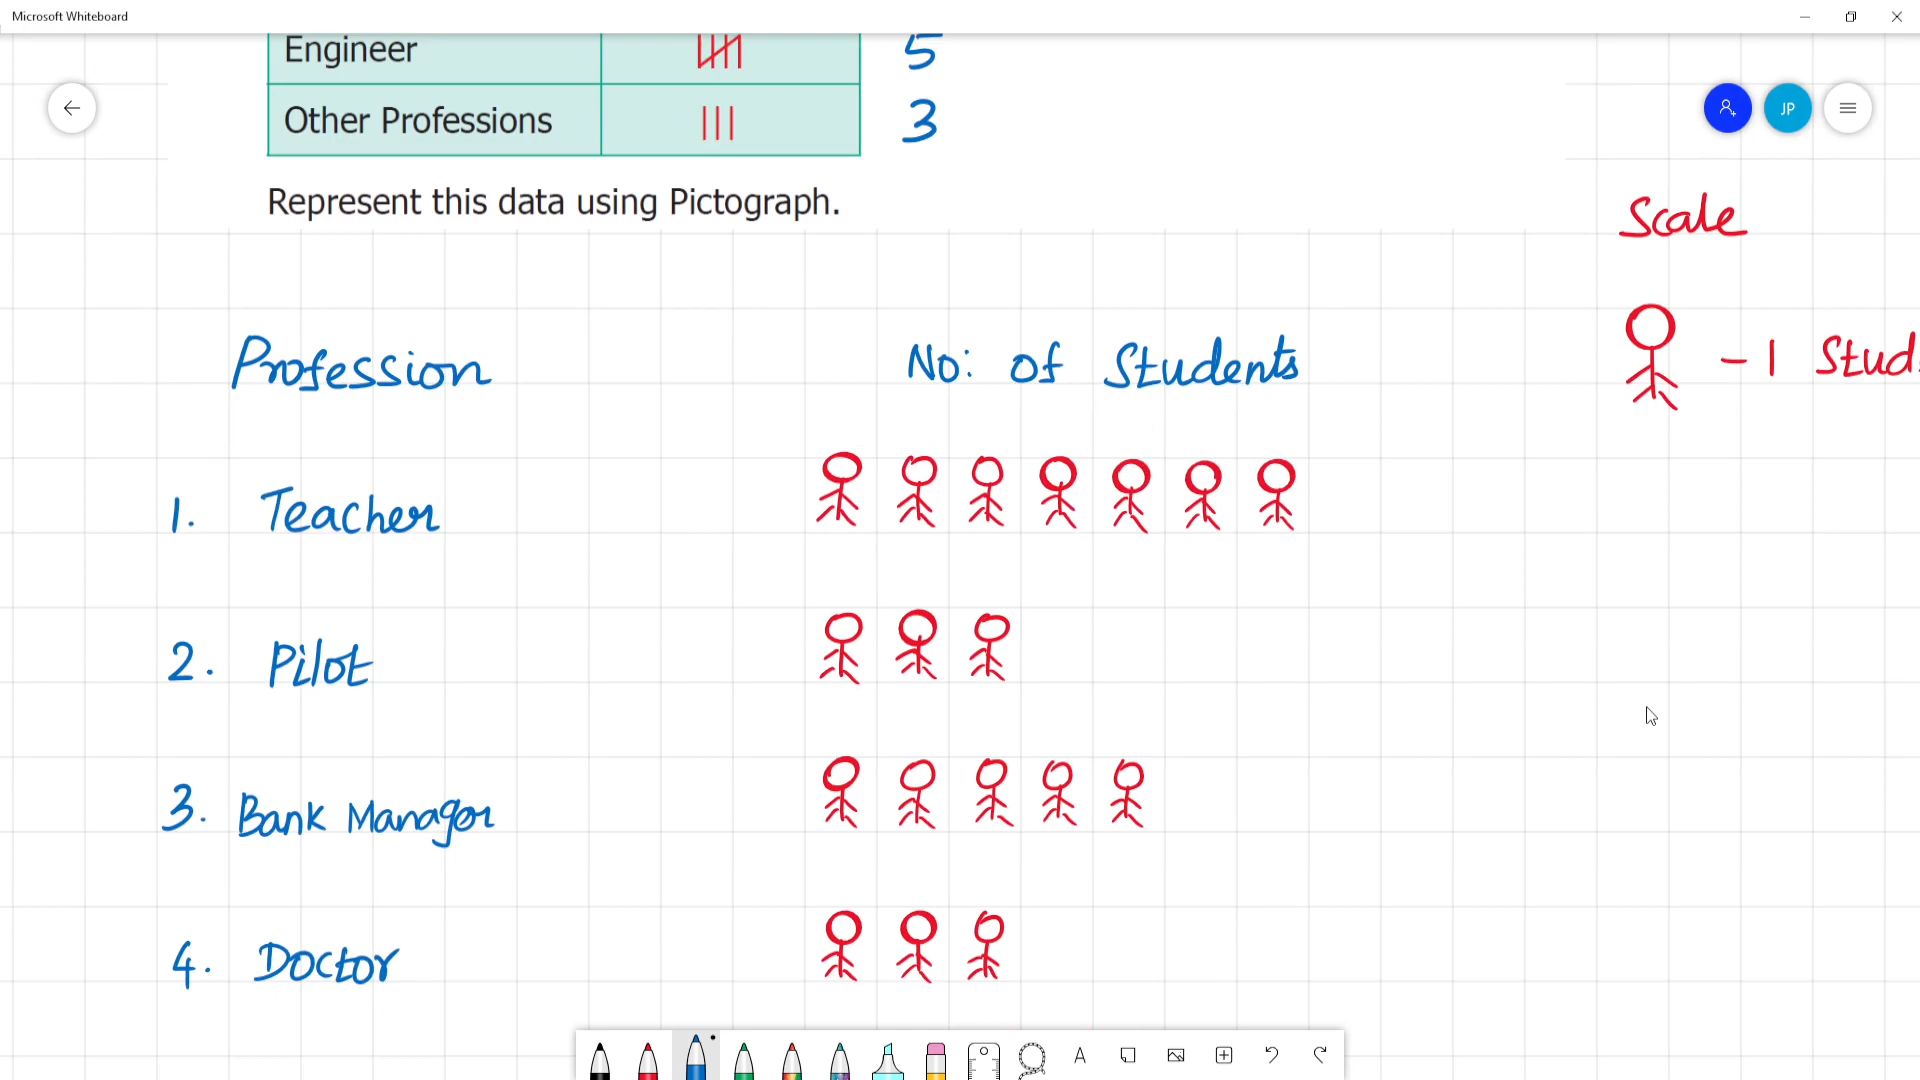 Microsoft Whiteboard
Engineer 5
Other Professions 3
JP
Represent this data using Pictograph.
Scale
- 1 Stud
Profession No: of Students
1. Teacher
2. Pilot
3. Bank Manager
4. Doctor
A